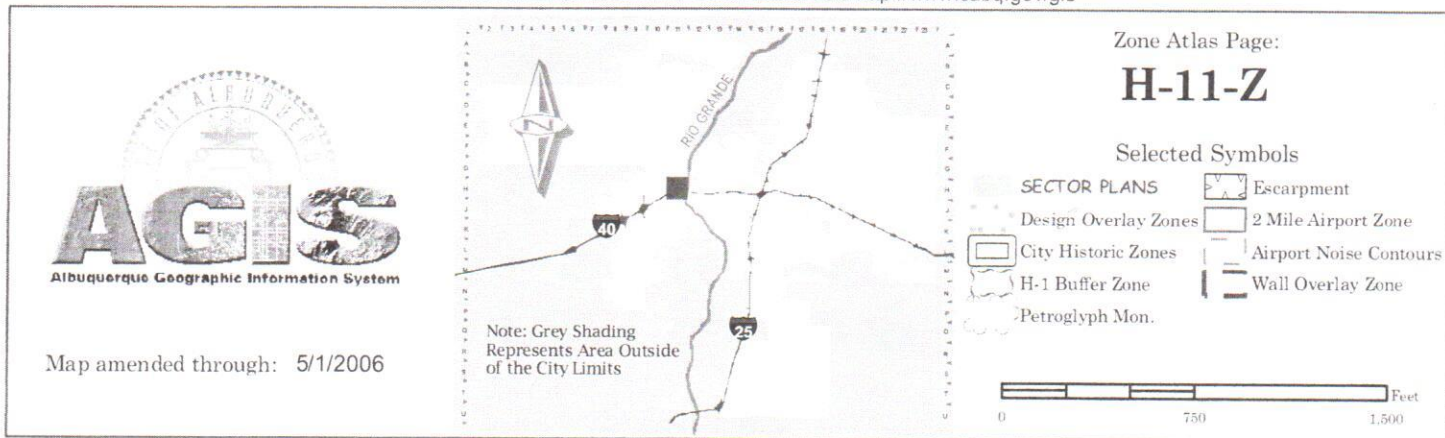 AGIS
Albuquerque Geographic Information System
Map amended through: 5/1/2006
RIO GRANDE
N
40
25
Note: Grey Shading
Represents Area Outside
of the City Limits
Zone Atlas Page:
H-11-Z
Selected Symbols
SECTOR PLANS
Escarpment
Design Overlay Zones
2 Mile Airport Zone
City Historic Zones
Airport Noise Contours
H-1 Buffer Zone
Wall Overlay Zone
Petroglyph Mon.
Feet
0 750 1,500